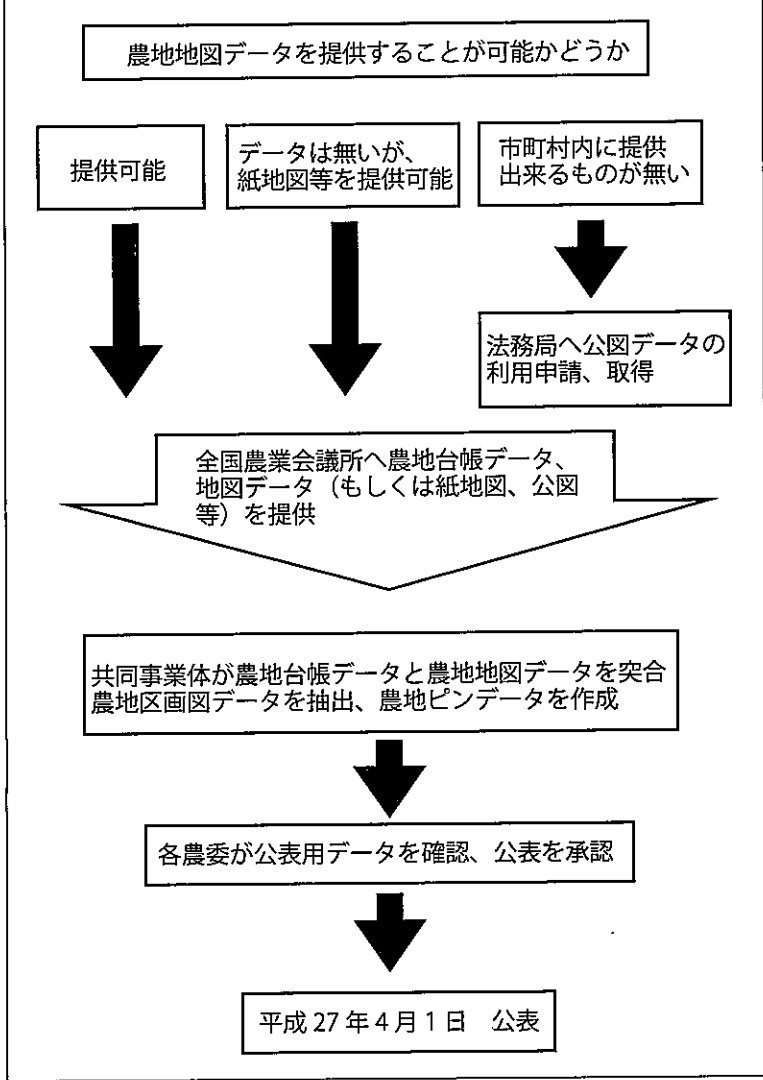 農地地図データを提供することが可能かどうか
提供可能
データは無いが、
紙地図等を提供可能
市町村内に提供
出来るものが無い
法務局へ公図データの
利用申請、取得
全国農業会議所へ農地台帳データ、
地図データ（もしくは紙地図、公図
等）を提供
共同事業体が農地台帳データと農地地図データを突合
農地区画図データを抽出、農地ピンデータを作成
各農委が公表用データを確認、公表を承認
平成27年4月1日　公表